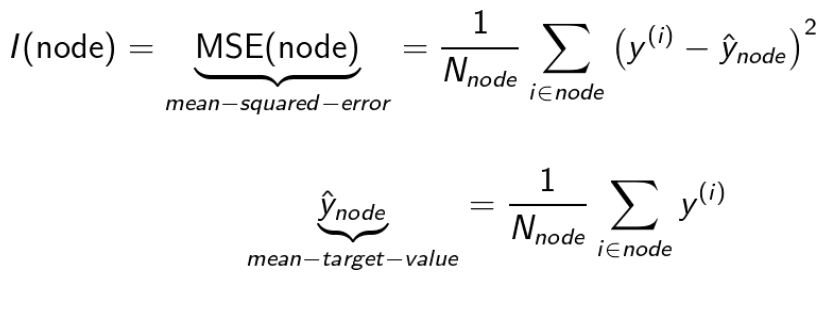 I(node) = MSE(node) = 1/N_node ∑_{i∈node} (y^{(i)} − ŷ_node)^2
mean−squared−error
ŷ_node = 1/N_node ∑_{i∈node} y^{(i)}
mean−target−value